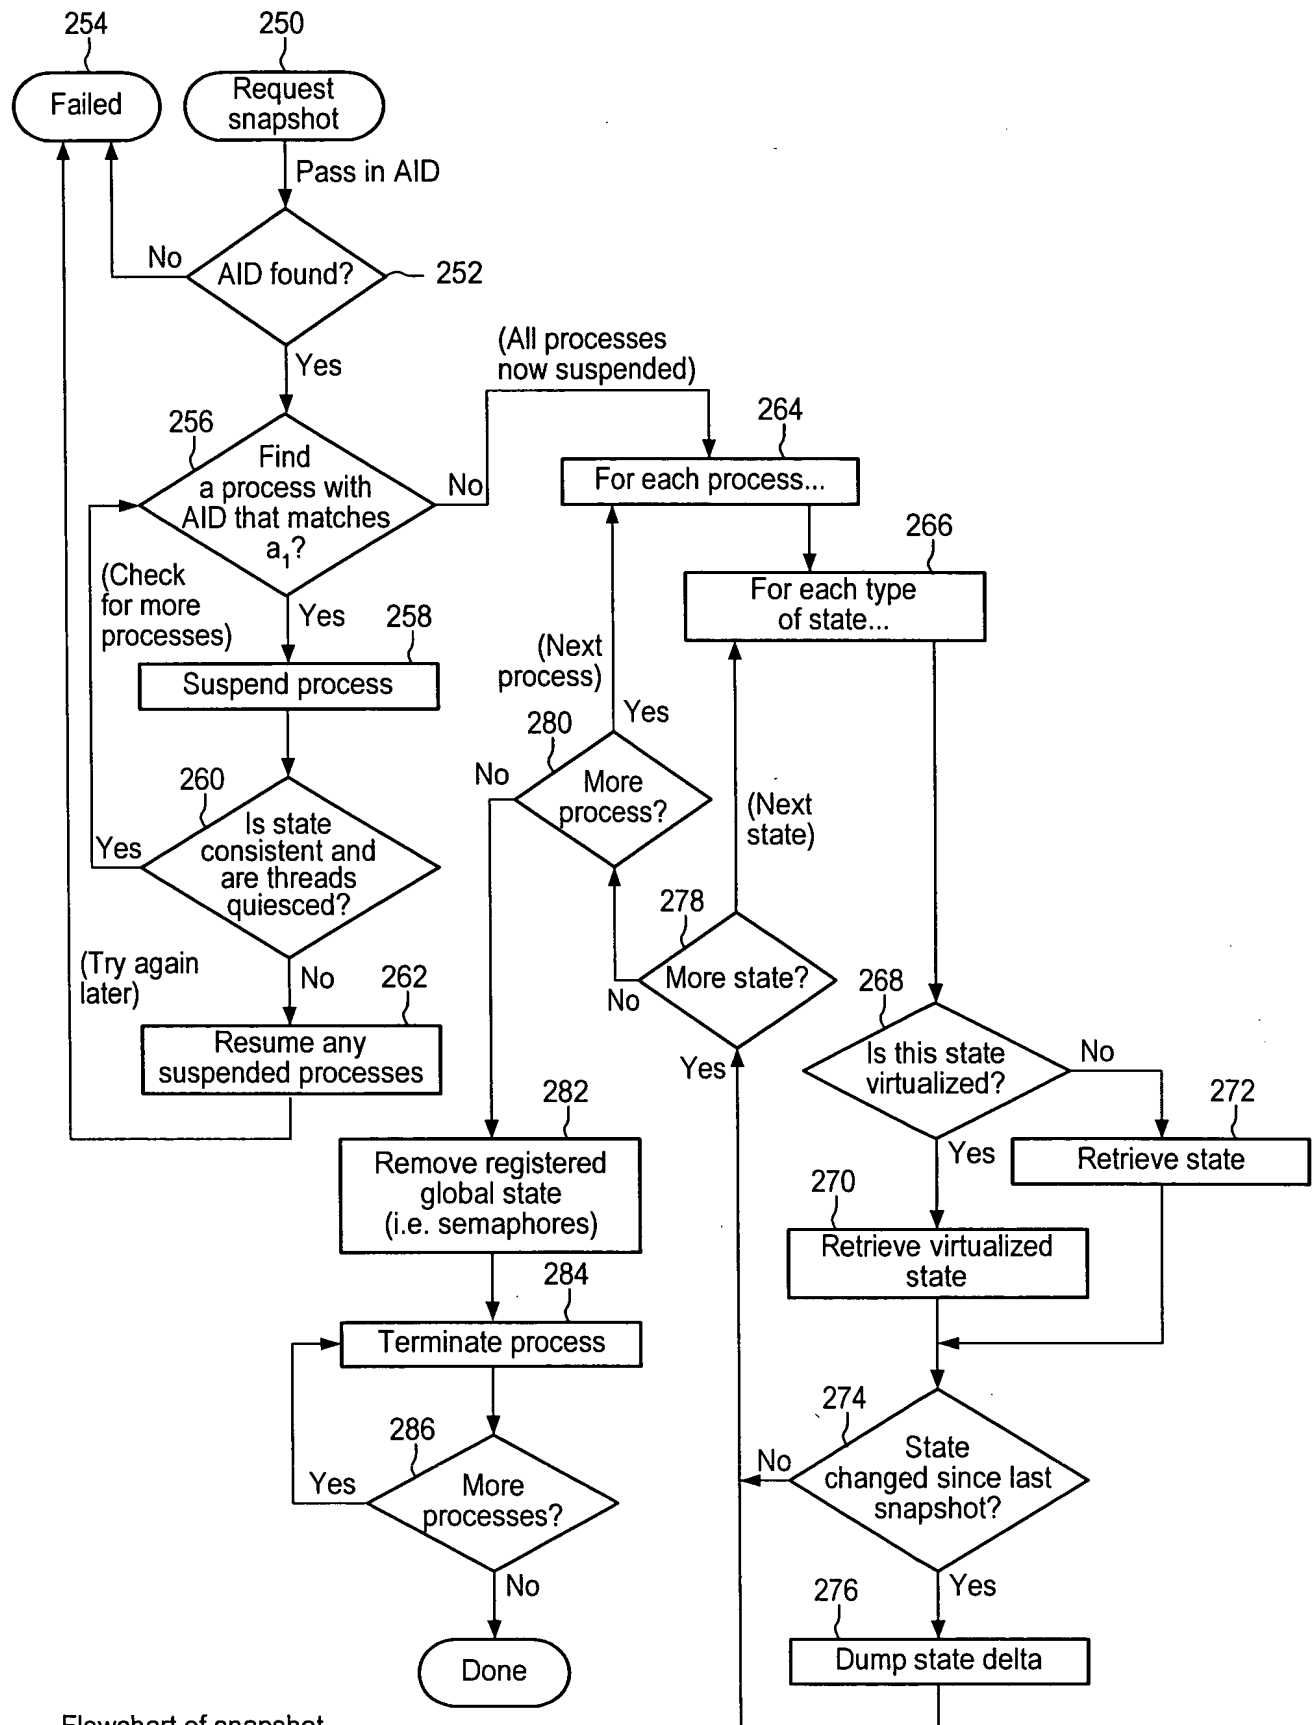 254
250
Failed
Request
snapshot
Pass in AID
No
AID found?
252
Yes
(All processes
now suspended)
256
264
Find
a process with
AID that matches
a1?
No
For each process...
266
(Check
for more
processes)
For each type
of state...
Yes
258
(Next
process)
Suspend process
280
Yes
260
No
More
process?
(Next
state)
Is state
consistent and
are threads
quiesced?
Yes
278
(Try again
later)
No
262
More state?
No
268
Resume any
suspended processes
Yes
Is this state
virtualized?
No
282
272
Remove registered
global state
(i.e. semaphores)
Yes
Retrieve state
270
Retrieve virtualized
state
284
Terminate process
274
286
State
changed since last
snapshot?
No
Yes
More
processes?
Yes
No
276
Done
Dump state delta
Flowchart of snapshot